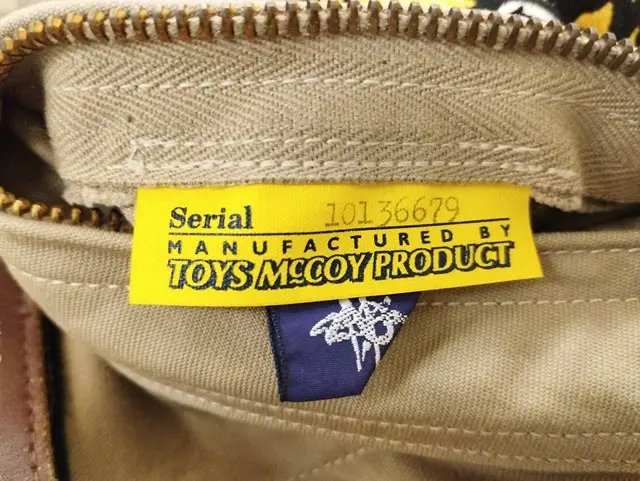 Serial 10136679
MANUFACTURED BY
TOYS McCOY PRODUCT